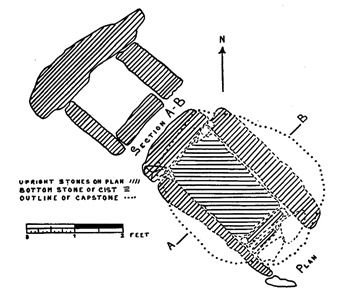 N
SECTION A-B
B
UPRIGHT STONES ON PLAN ////
BOTTOM STONE OF CIST
OUTLINE OF CAPSTONE ....
A
0 1 2 FEET
PLAN